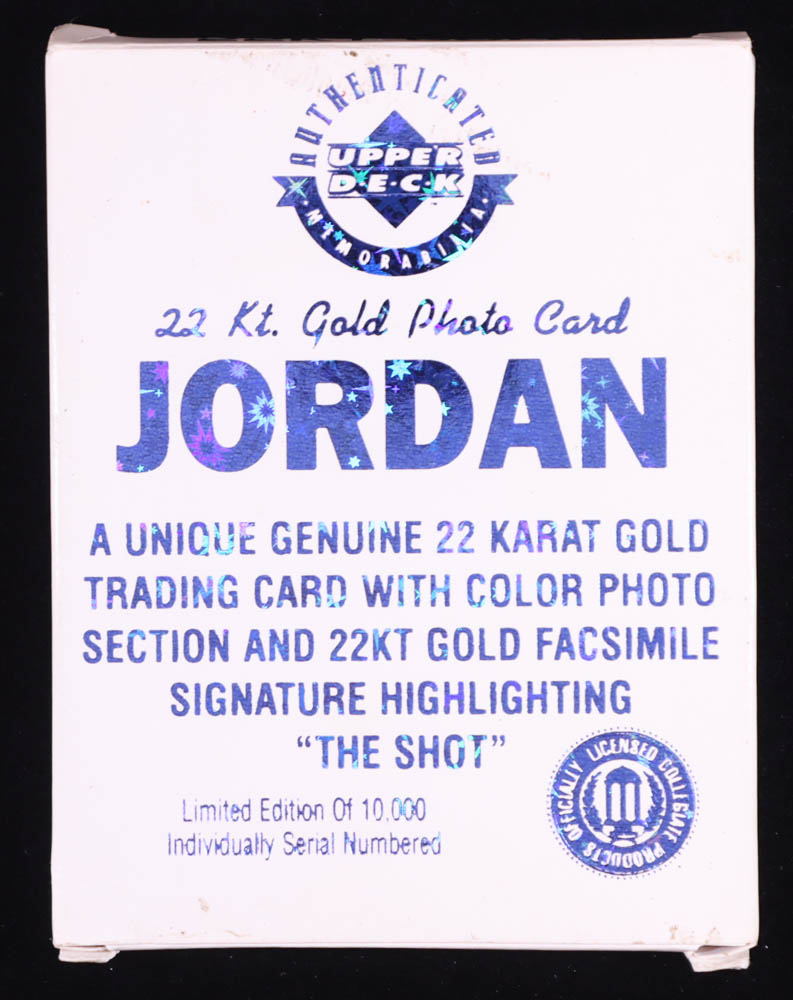 AUTHENTICATED
UPPER
D·E·C·K
·MEMORABILIA·
22 Kt. Gold Photo Card
JORDAN
A UNIQUE GENUINE 22 KARAT GOLD
TRADING CARD WITH COLOR PHOTO
SECTION AND 22KT GOLD FACSIMILE
SIGNATURE HIGHLIGHTING
"THE SHOT"
Limited Edition Of 10,000
Individually Serial Numbered
OFFICIALLY LICENSED COLLEGIATE PRODUCTS